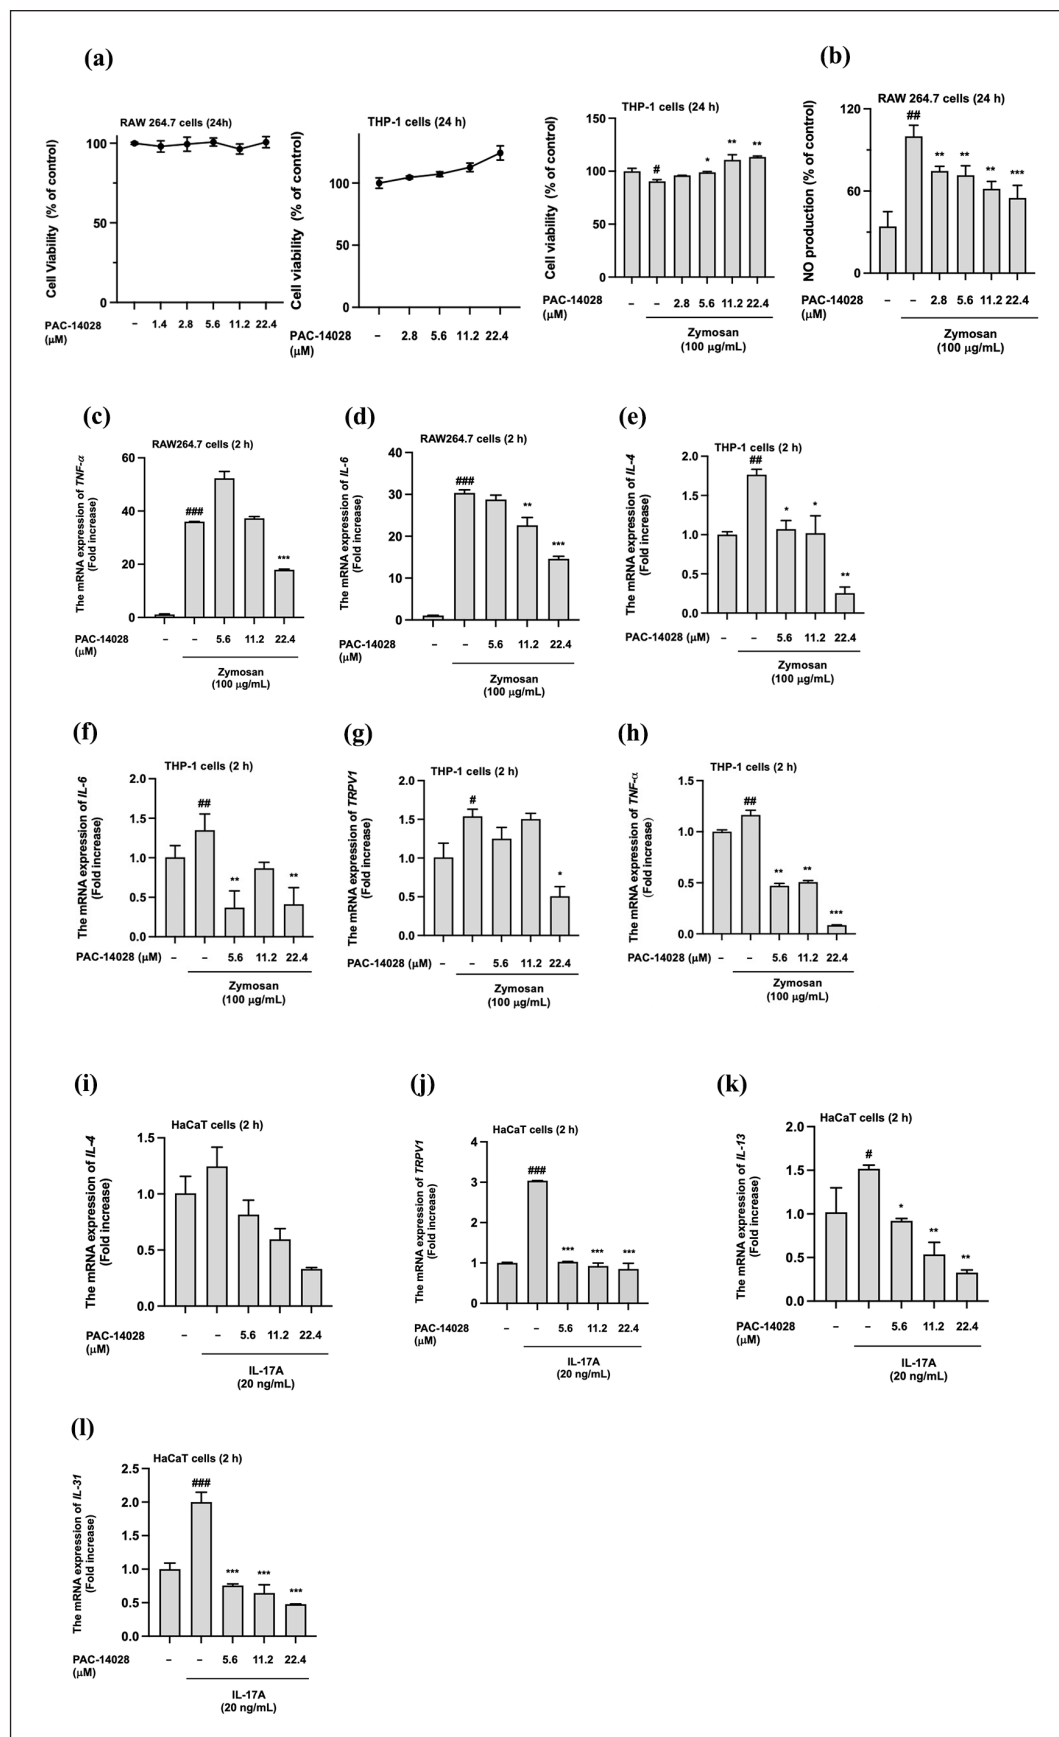 (a)
RAW 264.7 cells (24h)
Cell Viability (% of control)
100
50
0
PAC-14028
(μM)
– 1.4 2.8 5.6 11.2 22.4
THP-1 cells (24 h)
Cell viability (% of control)
100
50
0
PAC-14028
(μM)
– 2.8 5.6 11.2 22.4
THP-1 cells (24 h)
Cell viability (% of control)
150
100
50
0
# * ** **
PAC-14028
(μM)
– – 2.8 5.6 11.2 22.4
Zymosan
(100 μg/mL)
(b)
RAW 264.7 cells (24 h)
NO production (% of control)
120
60
0
## ** ** ** ***
PAC-14028
(μM)
– – 2.8 5.6 11.2 22.4
Zymosan
(100 μg/mL)
(c)
RAW264.7 cells (2 h)
The mRNA expression of TNF-α
(Fold increase)
60
40
20
0
### ***
PAC-14028
(μM)
– – 5.6 11.2 22.4
Zymosan
(100 μg/mL)
(d)
RAW264.7 cells (2 h)
The mRNA expression of IL-6
(Fold increase)
40
30
20
10
0
### ** ***
PAC-14028
(μM)
– – 5.6 11.2 22.4
Zymosan
(100 μg/mL)
(e)
THP-1 cells (2 h)
The mRNA expression of IL-4
(Fold increase)
2.0
1.5
1.0
0.5
0.0
## * * **
PAC-14028 (μM)
– – 5.6 11.2 22.4
Zymosan
(100 μg/mL)
(f)
THP-1 cells (2 h)
The mRNA expression of IL-6
(Fold increase)
2.0
1.5
1.0
0.5
0.0
## ** **
PAC-14028 (μM)
– – 5.6 11.2 22.4
Zymosan
(100 μg/mL)
(g)
THP-1 cells (2 h)
The mRNA expression of TRPV1
(Fold increase)
2.0
1.5
1.0
0.5
0.0
# *
PAC-14028 (μM)
– – 5.6 11.2 22.4
Zymosan
(100 μg/mL)
(h)
THP-1 cells (2 h)
The mRNA expression of TNF-α
(Fold increase)
1.5
1.0
0.5
0.0
## ** ** ***
PAC-14028 (μM)
– – 5.6 11.2 22.4
Zymosan
(100 μg/mL)
(i)
HaCaT cells (2 h)
The mRNA expression of IL-4
(Fold increase)
1.5
1.0
0.5
0.0
PAC-14028
(μM)
– – 5.6 11.2 22.4
IL-17A
(20 ng/mL)
(j)
HaCaT cells (2 h)
The mRNA expression of TRPV1
(Fold increase)
4
3
2
1
0
### *** *** ***
PAC-14028
(μM)
– – 5.6 11.2 22.4
IL-17A
(20 ng/mL)
(k)
HaCaT cells (2 h)
The mRNA expression of IL-13
(Fold increase)
2.0
1.5
1.0
0.5
0.0
# * ** **
PAC-14028
(μM)
– – 5.6 11.2 22.4
IL-17A
(20 ng/mL)
(l)
HaCaT cells (2 h)
The mRNA expression of IL-31
(Fold increase)
2.5
2.0
1.5
1.0
0.5
0.0
### *** *** ***
PAC-14028
(μM)
– – 5.6 11.2 22.4
IL-17A
(20 ng/mL)